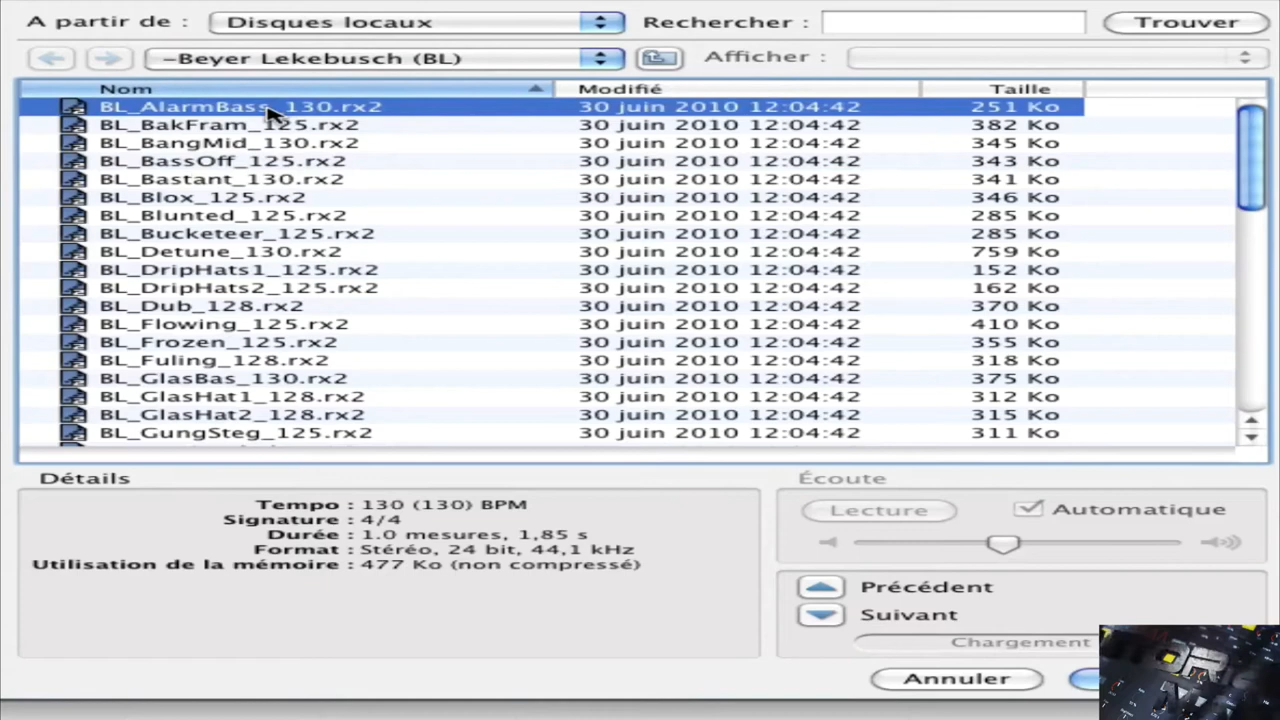 A partir de : Disques locaux Rechercher : Trouver
-Beyer Lekebusch (BL) Afficher :
Nom Modifié Taille
BL_AlarmBass_130.rx2 30 juin 2010 12:04:42 251 Ko
BL_BakFram_125.rx2 30 juin 2010 12:04:42 382 Ko
BL_BangMid_130.rx2 30 juin 2010 12:04:42 345 Ko
BL_BassOff_125.rx2 30 juin 2010 12:04:42 343 Ko
BL_Bastant_130.rx2 30 juin 2010 12:04:42 341 Ko
BL_Blox_125.rx2 30 juin 2010 12:04:42 346 Ko
BL_Blunted_125.rx2 30 juin 2010 12:04:42 285 Ko
BL_Bucketeer_125.rx2 30 juin 2010 12:04:42 285 Ko
BL_Detune_130.rx2 30 juin 2010 12:04:42 759 Ko
BL_DripHats1_125.rx2 30 juin 2010 12:04:42 152 Ko
BL_DripHats2_125.rx2 30 juin 2010 12:04:42 162 Ko
BL_Dub_128.rx2 30 juin 2010 12:04:42 370 Ko
BL_Flowing_125.rx2 30 juin 2010 12:04:42 410 Ko
BL_Frozen_125.rx2 30 juin 2010 12:04:42 355 Ko
BL_Fuling_128.rx2 30 juin 2010 12:04:42 318 Ko
BL_GlasBas_130.rx2 30 juin 2010 12:04:42 375 Ko
BL_GlasHat1_128.rx2 30 juin 2010 12:04:42 312 Ko
BL_GlasHat2_128.rx2 30 juin 2010 12:04:42 315 Ko
BL_GungSteg_125.rx2 30 juin 2010 12:04:42 311 Ko
Détails
Tempo : 130 (130) BPM
Signature : 4/4
Durée : 1.0 mesures, 1,85 s
Format : Stéréo, 24 bit, 44,1 kHz
Utilisation de la mémoire : 477 Ko (non compressé)
Écoute
Lecture Automatique
Précédent
Suivant
Chargement
Annuler